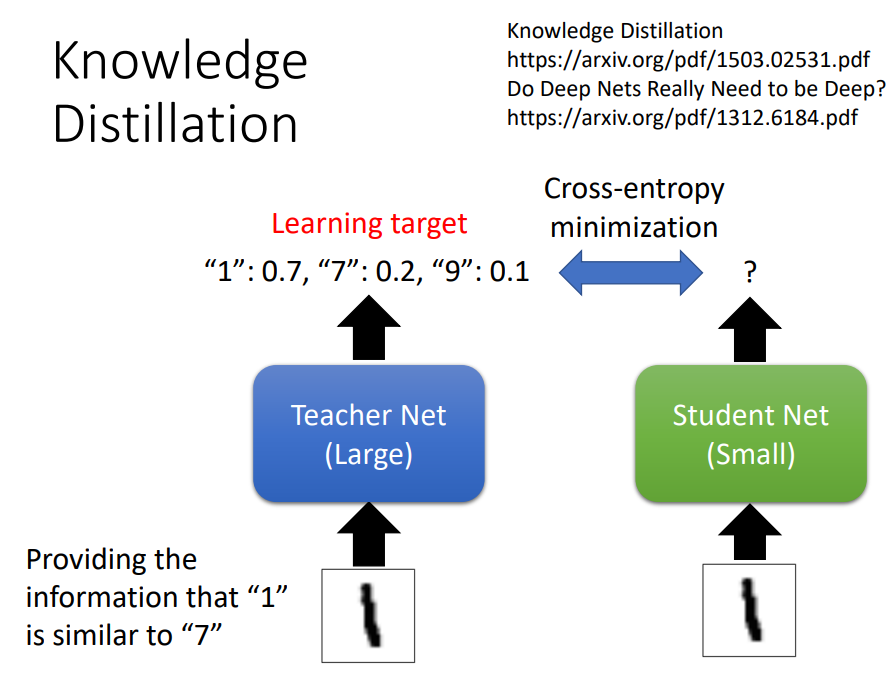 Knowledge
Distillation
Knowledge Distillation
https://arxiv.org/pdf/1503.02531.pdf
Do Deep Nets Really Need to be Deep?
https://arxiv.org/pdf/1312.6184.pdf
Learning target
Cross-entropy
minimization
“1”: 0.7, “7”: 0.2, “9”: 0.1
?
Teacher Net
(Large)
Student Net
(Small)
Providing the
information that “1”
is similar to “7”
1
1